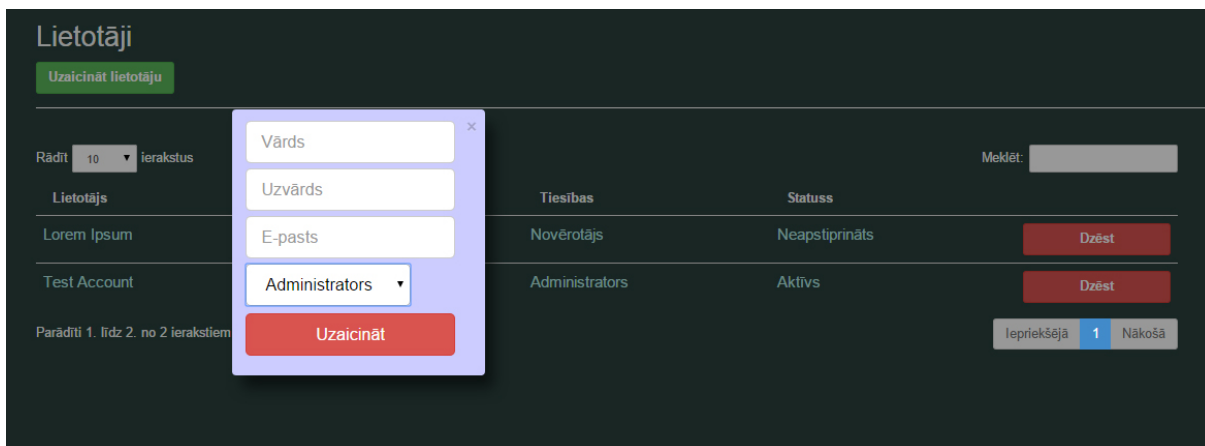 Lietotāji
Uzaicināt lietotāju
×
Vārds
Uzvārds
E-pasts
Administrators
Uzaicināt
Rādīt 10 ierakstus
Meklēt:
Lietotājs Tiesības Statuss
Lorem Ipsum Novērotājs Neapstiprināts Dzēst
Test Account Administrators Aktīvs Dzēst
Parādīti 1. līdz 2. no 2 ierakstiem
Iepriekšējā 1 Nākošā